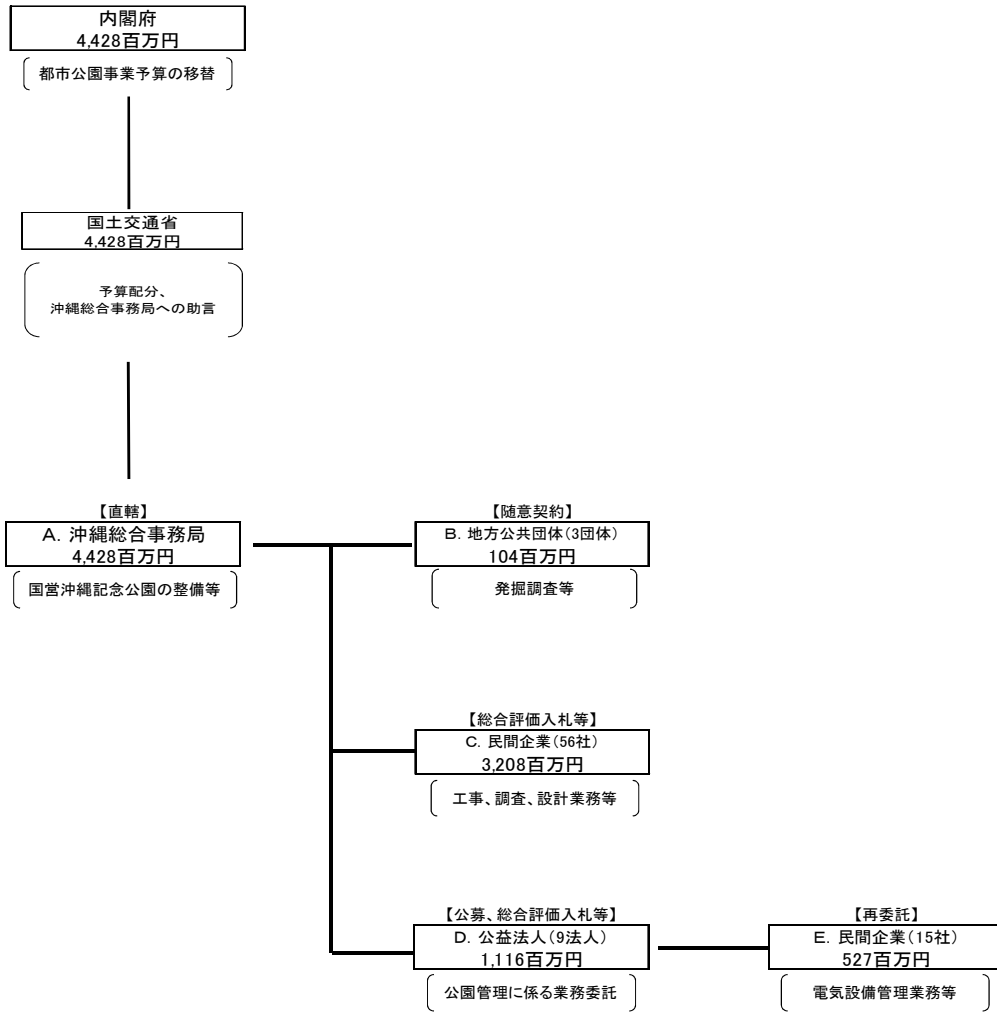 内閣府
4,428百万円
都市公園事業予算の移替
国土交通省
4,428百万円
予算配分、
沖縄総合事務局への助言
【直轄】
A. 沖縄総合事務局
4,428百万円
国営沖縄記念公園の整備等
【随意契約】
B. 地方公共団体(3団体)
104百万円
発掘調査等
【総合評価入札等】
C. 民間企業(56社)
3,208百万円
工事、調査、設計業務等
【公募、総合評価入札等】
D. 公益法人(9法人)
1,116百万円
公園管理に係る業務委託
【再委託】
E. 民間企業(15社)
527百万円
電気設備管理業務等